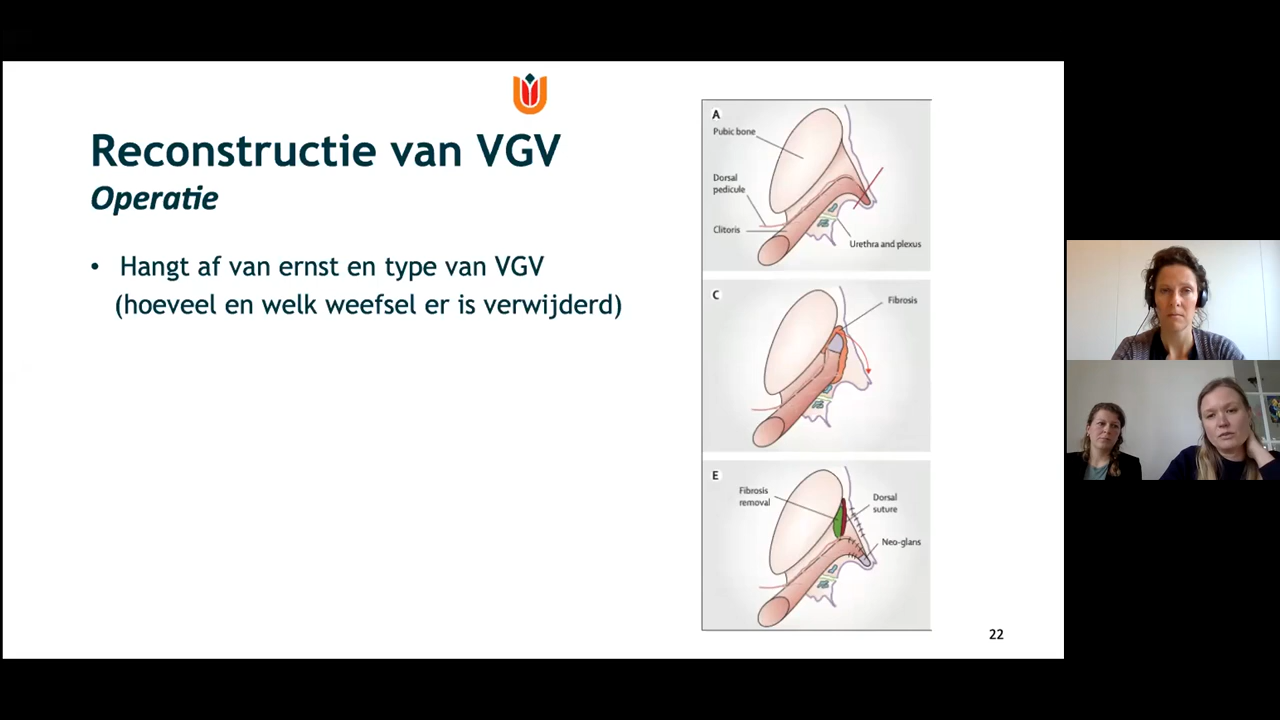 Reconstructie van VGV
Operatie
• Hangt af van ernst en type van VGV
(hoeveel en welk weefsel er is verwijderd)
A
Pubic bone
Dorsal
pedicule
Clitoris
Urethra and plexus
C
Fibrosis
E
Fibrosis
removal
Dorsal
suture
Neo-glans
22